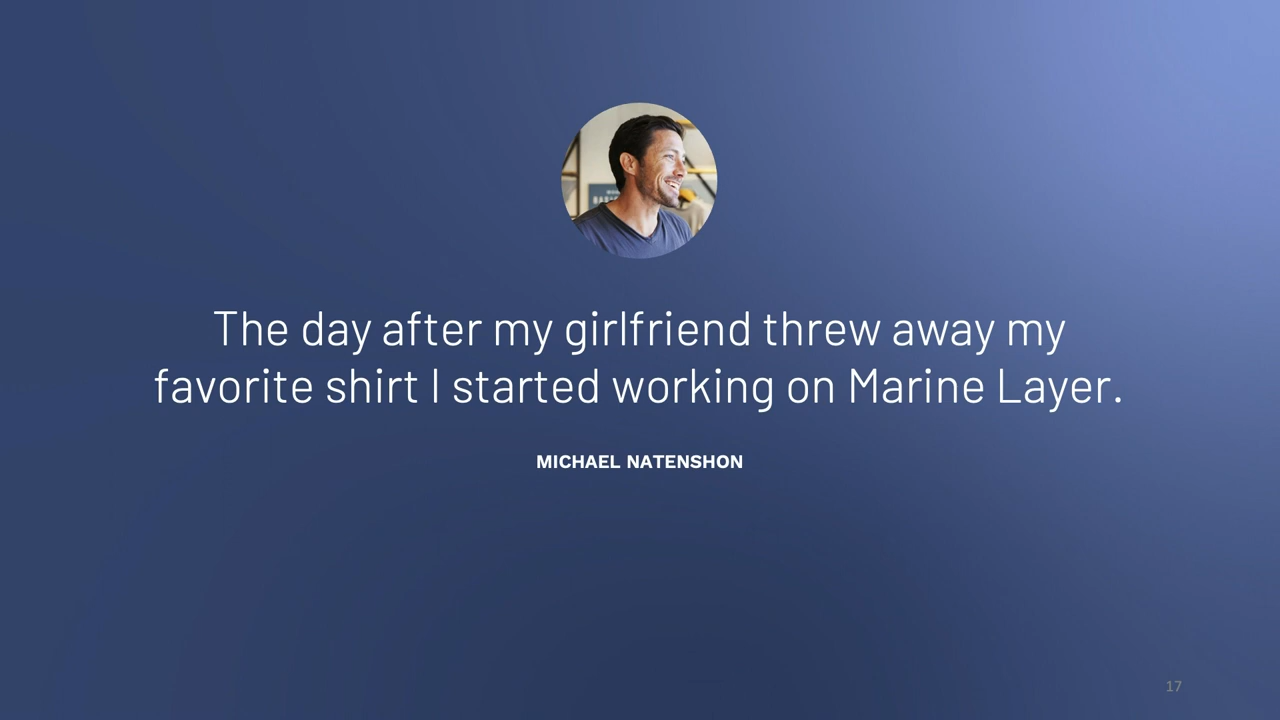 The day after my girlfriend threw away my
favorite shirt I started working on Marine Layer.
MICHAEL NATENSHON
17